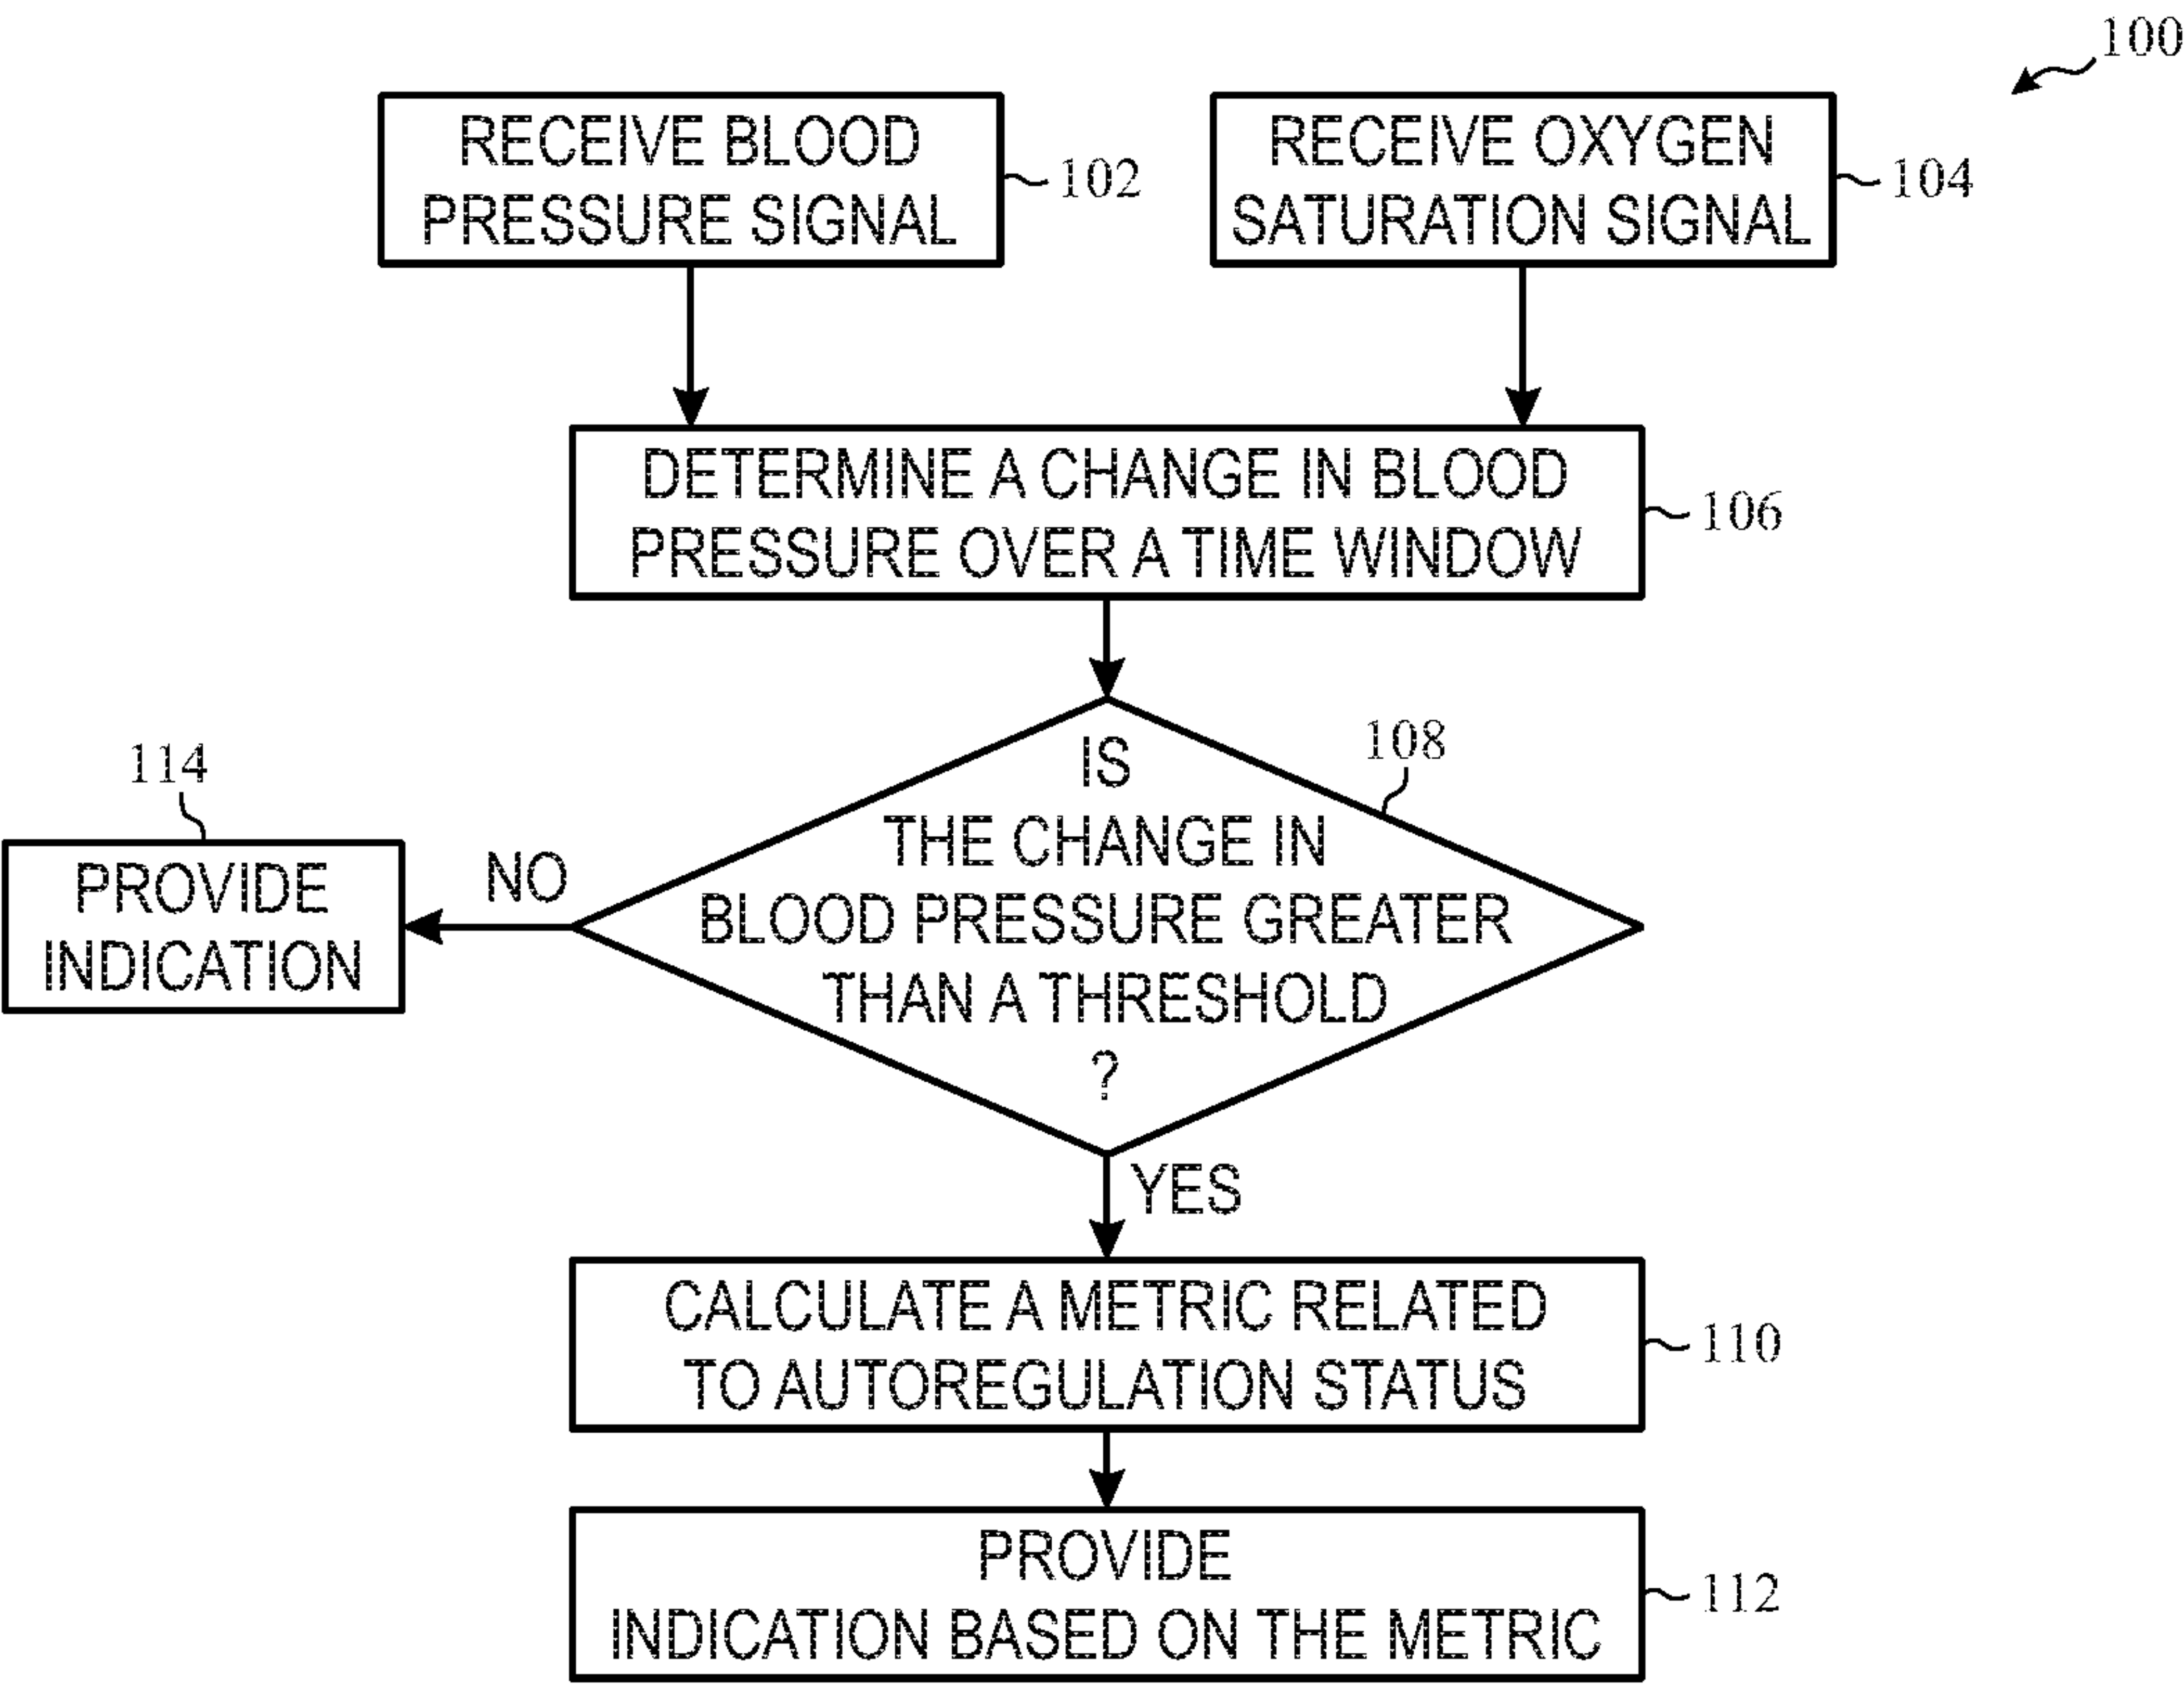 100
RECEIVE BLOOD
PRESSURE SIGNAL
102
RECEIVE OXYGEN
SATURATION SIGNAL
104
DETERMINE A CHANGE IN BLOOD
PRESSURE OVER A TIME WINDOW
106
IS
THE CHANGE IN
BLOOD PRESSURE GREATER
THAN A THRESHOLD
?
108
NO
114
PROVIDE
INDICATION
YES
CALCULATE A METRIC RELATED
TO AUTOREGULATION STATUS
110
PROVIDE
INDICATION BASED ON THE METRIC
112